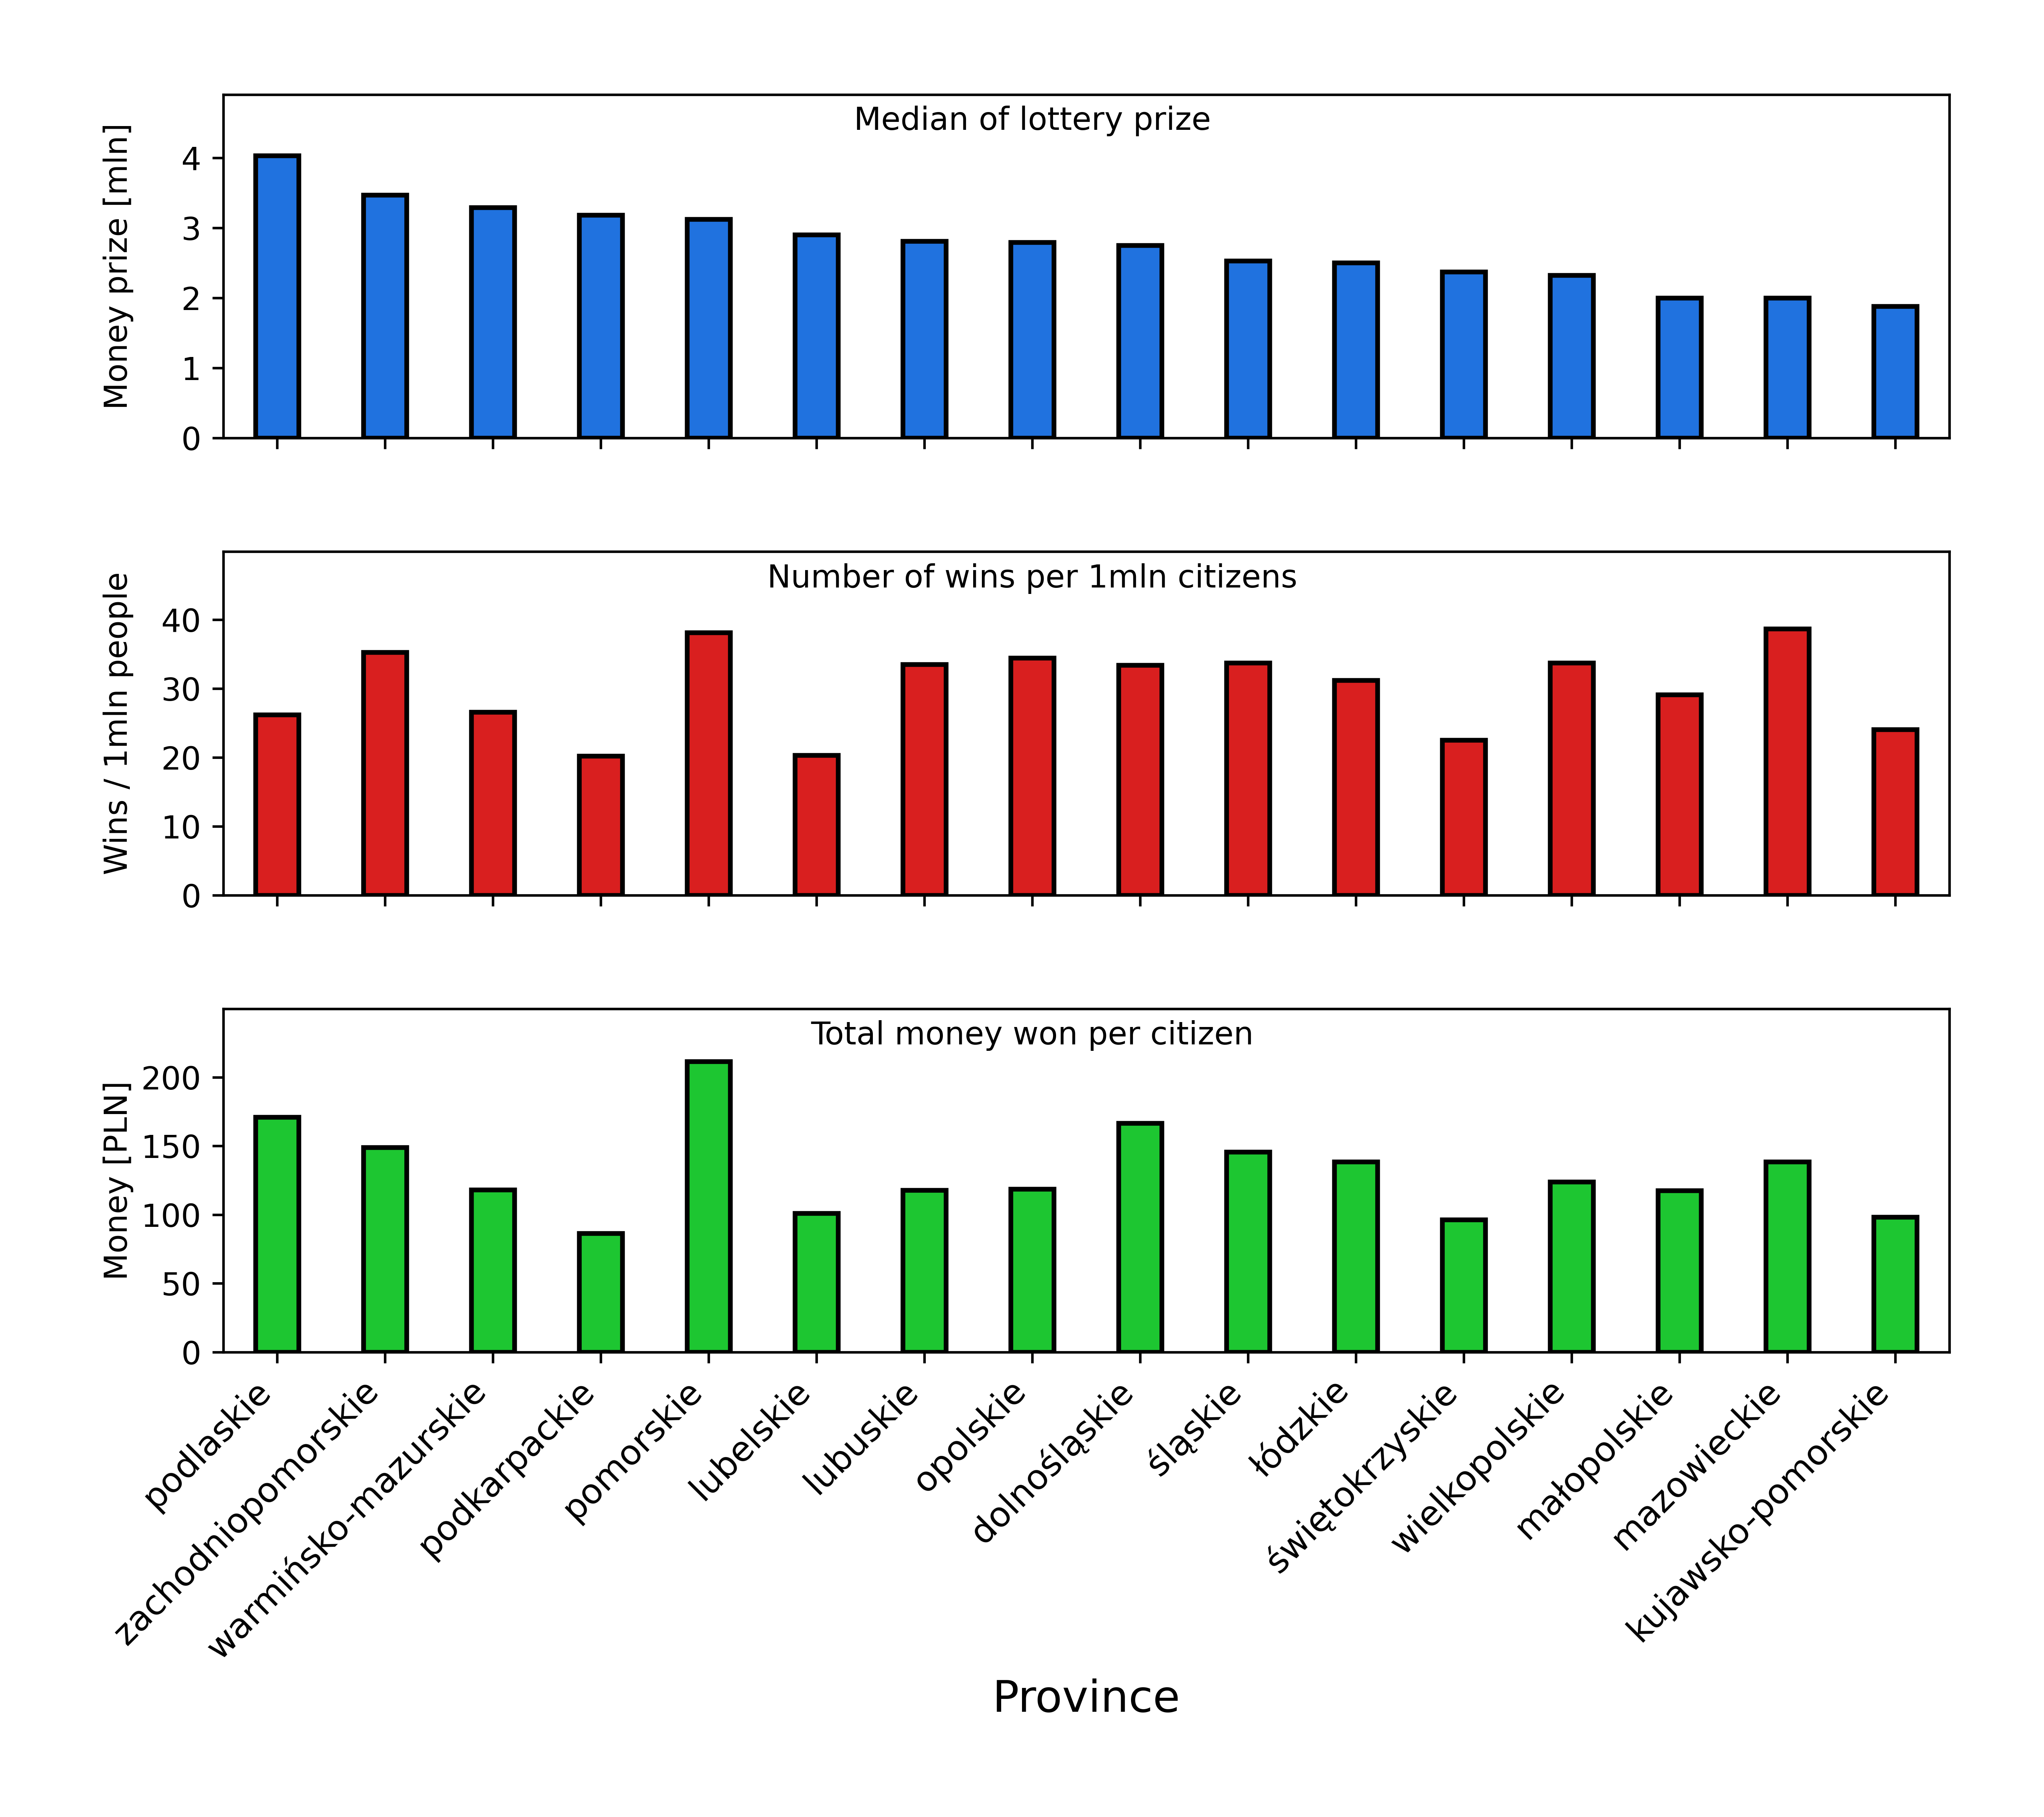 Median of lottery prize
Money prize [mln]
4
3
2
1
0
Number of wins per 1mln citizens
Wins / 1mln people
40
30
20
10
0
Total money won per citizen
Money [PLN]
200
150
100
50
0
podlaskie
zachodniopomorskie
warmińsko-mazurskie
podkarpackie
pomorskie
lubelskie
lubuskie
opolskie
dolnośląskie
śląskie
łódzkie
świętokrzyskie
wielkopolskie
małopolskie
mazowieckie
kujawsko-pomorskie
Province